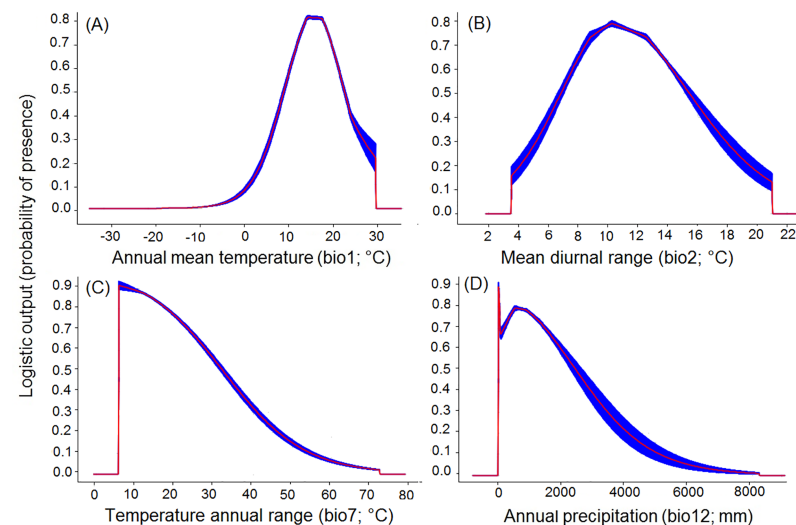 Logistic output (probability of presence)
(A)
0.8
0.7
0.6
0.5
0.4
0.3
0.2
0.1
0.0
-30 -20 -10 0 10 20 30
Annual mean temperature (bio1; °C)
(B)
0.8
0.7
0.6
0.5
0.4
0.3
0.2
0.1
0.0
2 4 6 8 10 12 14 16 18 20 22
Mean diurnal range (bio2; °C)
(C)
0.9
0.8
0.7
0.6
0.5
0.4
0.3
0.2
0.1
0.0
0 10 20 30 40 50 60 70 80
Temperature annual range (bio7; °C)
(D)
0.9
0.8
0.7
0.6
0.5
0.4
0.3
0.2
0.1
0.0
0 2000 4000 6000 8000
Annual precipitation (bio12; mm)